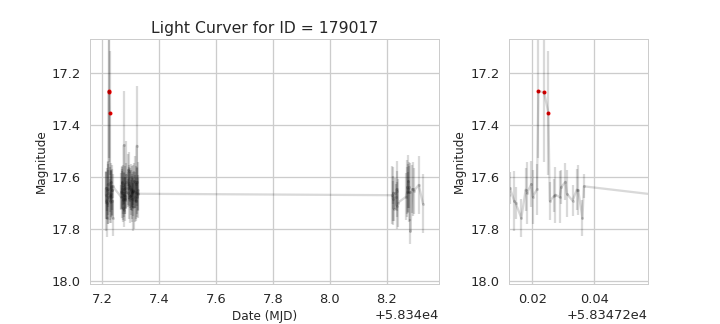 Light Curver for ID = 179017
Magnitude
17.2
17.4
17.6
17.8
18.0
7.2 7.4 7.6 7.8 8.0 8.2
Date (MJD)
+5.834e4
Magnitude
17.2
17.4
17.6
17.8
18.0
0.02 0.04
+5.83472e4